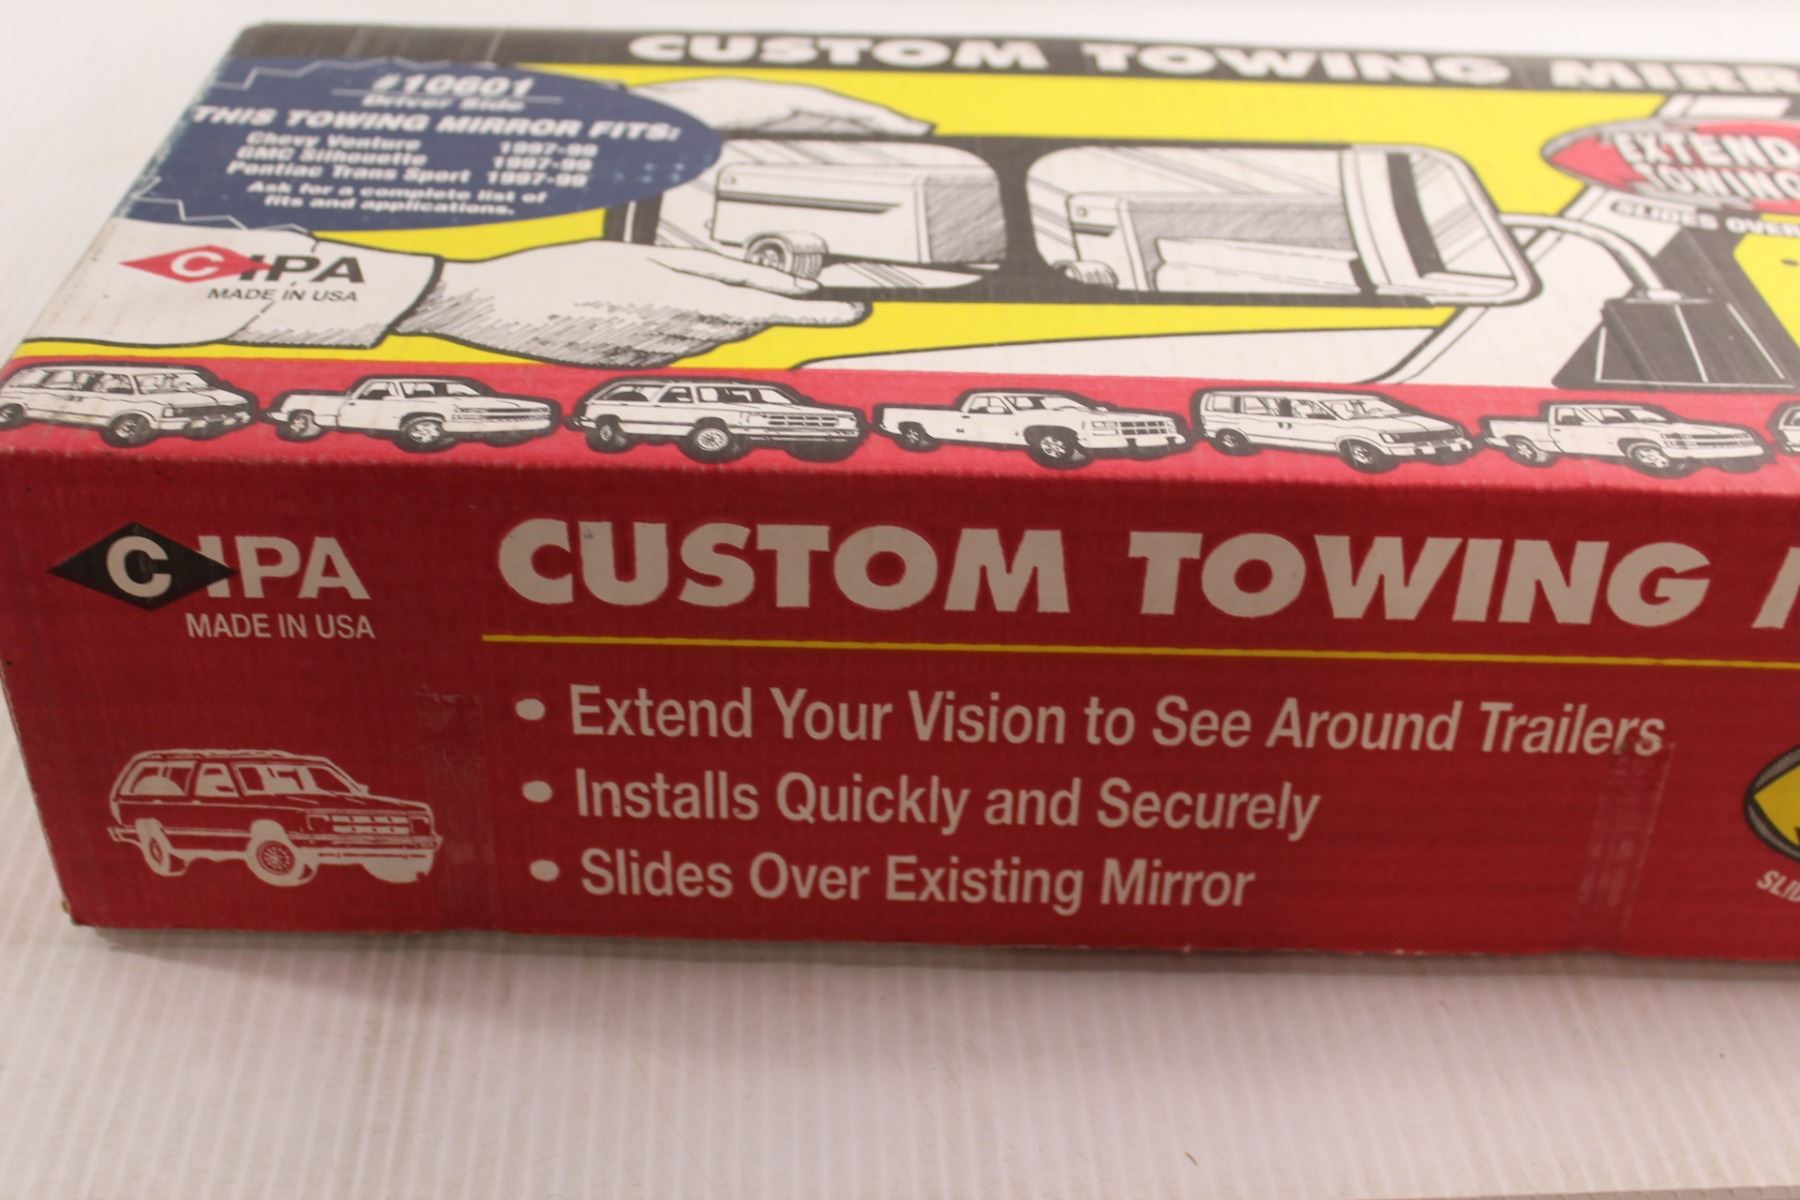 CUSTOM TOWING MIRR
#10601
Driver Side
THIS TOWING MIRROR FITS:
Chevy Venture 1997-99
GMC Silhouette 1997-99
Pontiac Trans Sport 1997-99
Ask for a complete list of
fits and applications.
EXTEND
TOWING
SLIDES OVER
CIPA
MADE IN USA
CIPA
MADE IN USA
CUSTOM TOWING
• Extend Your Vision to See Around Trailers
• Installs Quickly and Securely
• Slides Over Existing Mirror